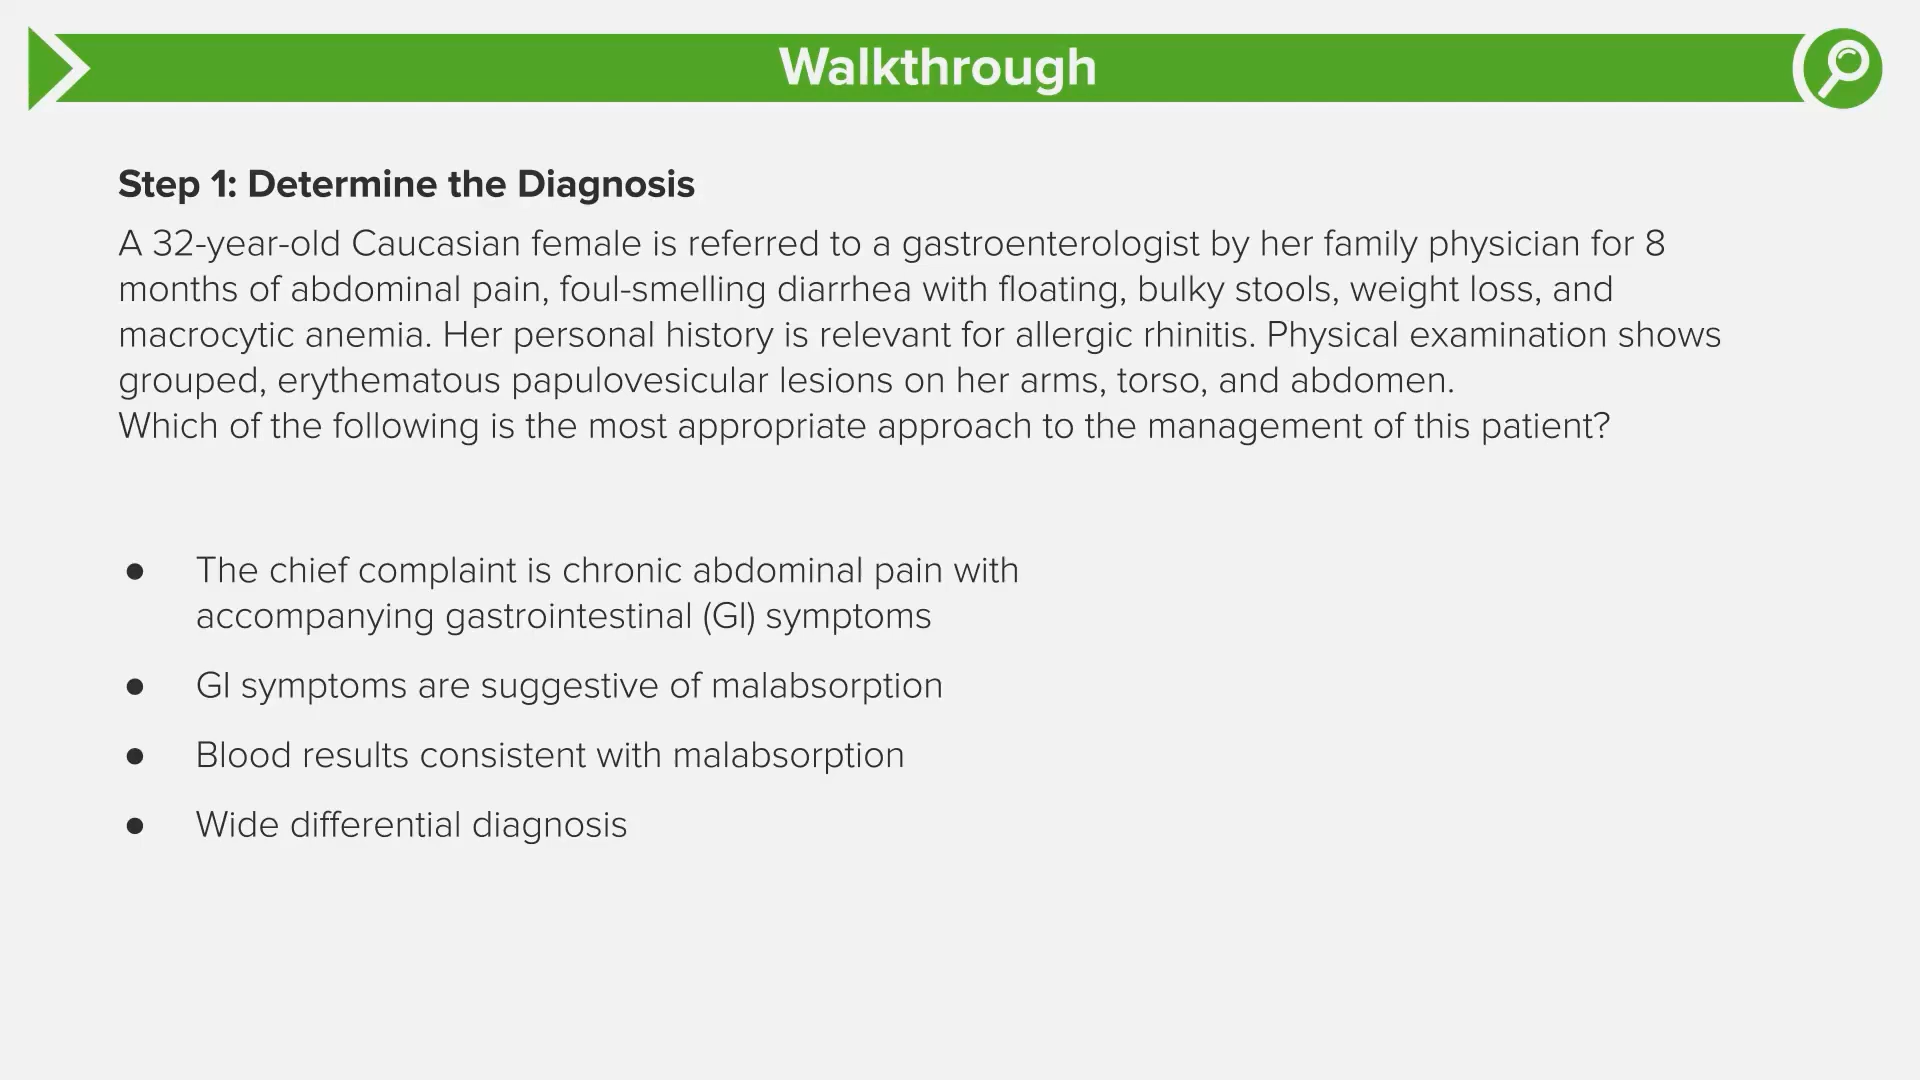 Walkthrough
Step 1: Determine the Diagnosis
A 32-year-old Caucasian female is referred to a gastroenterologist by her family physician for 8
months of abdominal pain, foul-smelling diarrhea with floating, bulky stools, weight loss, and
macrocytic anemia. Her personal history is relevant for allergic rhinitis. Physical examination shows
grouped, erythematous papulovesicular lesions on her arms, torso, and abdomen.
Which of the following is the most appropriate approach to the management of this patient?
● The chief complaint is chronic abdominal pain with
accompanying gastrointestinal (GI) symptoms
● GI symptoms are suggestive of malabsorption
● Blood results consistent with malabsorption
● Wide differential diagnosis